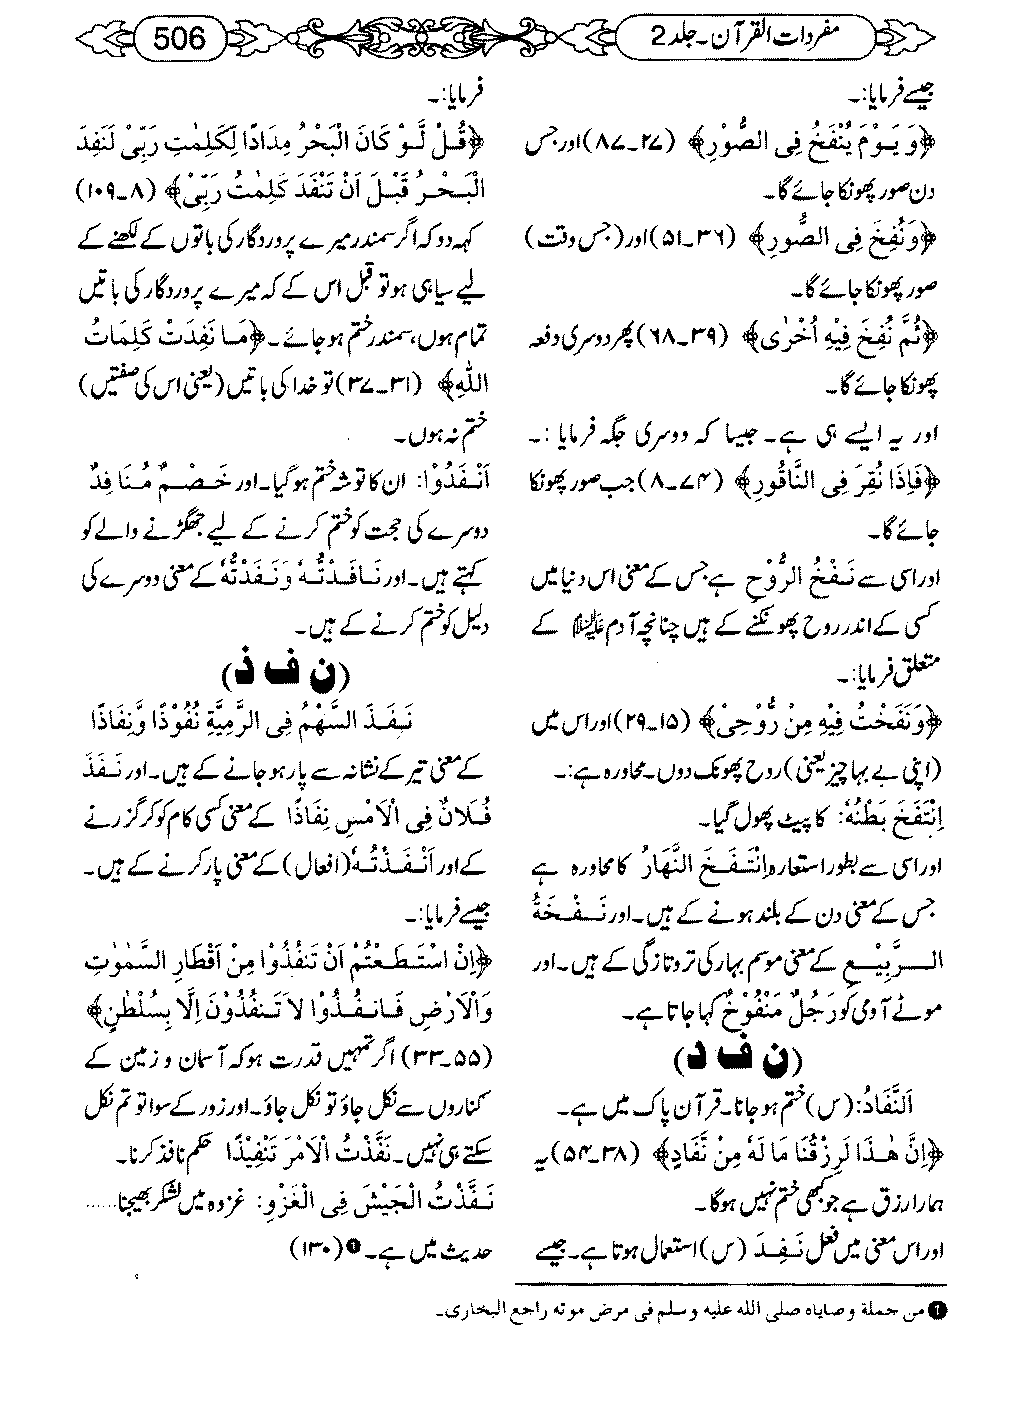 مفردات القرآن۔ جلد 2
506
جیسے فرمایا:۔
﴿وَ یَوْمَ یُنْفَخُ فِی الصُّوْرِ﴾ (۲۷۔۸۷) اور جس
دن صور پھونکا جائے گا۔
﴿وَنُفِخَ فِی الصُّورِ﴾ (۳۶۔۵۱) اور (جس وقت)
صور پھونکا جائے گا۔
﴿ثُمَّ نُفِخَ فِیْهِ اُخْرٰی﴾ (۳۹۔۶۸) پھر دوسری دفعہ
پھونکا جائے گا۔
اور یہ ایسے ہی ہے۔ جیسا کہ دوسری جگہ فرمایا :۔
﴿فَاِذَا نُقِرَ فِی النَّاقُورِ﴾ (۷۴۔۸) جب صور پھونکا
جائے گا۔
اور اسی سے نَفْخُ الرُّوْحِ ہے جس کے معنی اس دنیا میں
کسی کے اندر روح پھونکنے کے ہیں چنانچہ آدم علیہ السلام کے
متعلق فرمایا:۔
﴿وَنَفَخْتُ فِیْهِ مِنْ رُّوْحِیْ﴾ (۱۵۔۲۹) اور اس میں
(اپنی بے بہا چیز یعنی) روح پھونک دوں۔ محاورہ ہے:۔
اِنْتَفَخَ بَطْنُهٗ: کا پیٹ پھول گیا۔
اور اسی سے بطور استعارہ اِنْتَفَخَ النَّهَارُ کا محاورہ ہے
جس کے معنی دن کے بلند ہونے کے ہیں۔ اور نَفْخَةُ
الرَّبِیْعِ کے معنی موسم بہار کی تروتازگی کے ہیں۔ اور
موٹے آدمی کو رَجُلٌ مَنْفُوْخٌ کہا جاتا ہے۔
(ن ف د)
اَلنَّفَادُ: (س) ختم ہو جانا۔ قرآن پاک میں ہے۔
﴿اِنَّ هٰذَا لَرِزْقُنَا مَا لَهٗ مِنْ نَّفَادٍ﴾ (۳۸۔۵۴) یہ
ہمارا رزق ہے جو کبھی ختم نہیں ہوگا۔
اور اس معنی میں فعل نَفِدَ (س) استعمال ہوتا ہے۔ جیسے
فرمایا:۔
﴿قُلْ لَّوْ كَانَ الْبَحْرُ مِدَادًا لِّكَلِمٰتِ رَبِّیْ لَنَفِدَ
الْبَحْرُ قَبْلَ اَنْ تَنْفَدَ كَلِمٰتُ رَبِّیْ﴾ (۸۔۱۰۹)
کہہ دو کہ اگر سمندر میرے پروردگار کی باتوں کے لکھنے کے
لیے سیاہی ہو تو قبل اس کے کہ میرے پروردگار کی باتیں
تمام ہوں، سمندر ختم ہو جائے۔ ﴿مَا نَفِدَتْ كَلِمَاتُ
اللّٰهِ﴾ (۳۱۔۳۷) تو خدا کی باتیں (یعنی اس کی صفتیں)
ختم نہ ہوں۔
اَنْفَدُوْا: ان کا توشہ ختم ہو گیا۔ اور خَصْمٌ مُنَافِدٌ
دوسرے کی حجت کو ختم کرنے کے لیے جھگڑنے والے کو
کہتے ہیں۔ اور نَافَدْتُهٗ وَنَفَدْتُهٗ کے معنی دوسرے کی
دلیل کو ختم کرنے کے ہیں۔
(ن ف ذ)
نَفَذَ السَّهْمُ فِی الرَّمِیَّةِ نُفُوْذًا وَّنِفَاذًا
کے معنی تیر کے نشانہ سے پار ہو جانے کے ہیں۔ اور نَفَذَ
فُلَانٌ فِی الْاَمْسِ نِفَاذًا کے معنی کسی کام کو کر گزرنے
کے اور اَنْفَذْتُهٗ (افعال) کے معنی پار کرنے کے ہیں۔
جیسے فرمایا:۔
﴿اِنْ اسْتَطَعْتُمْ اَنْ تَنْفُذُوْا مِنْ اَقْطَارِ السَّمٰوٰتِ
وَالْاَرْضِ فَانْفُذُوْا لَا تَنْفُذُوْنَ اِلَّا بِسُلْطٰنٍ﴾
(۵۵۔۳۳) اگر تمہیں قدرت ہو کہ آسمان و زمین کے
کناروں سے نکل جاؤ تو نکل جاؤ۔ اور زور کے سوا تو تم نکل
سکتے ہی نہیں۔ نَفَّذْتُ الْاَمْرَ تَنْفِیْذًا حکم نافذ کرنا۔
نَفَّذْتُ الْجَیْشَ فِی الْغَزْوِ: غزوہ میں لشکر بھیجنا......
حدیث میں ہے۔❶ (۱۳۰)
❶ من جملة وصاياه صلى الله عليه وسلم فى مرض موته راجع البخارى۔